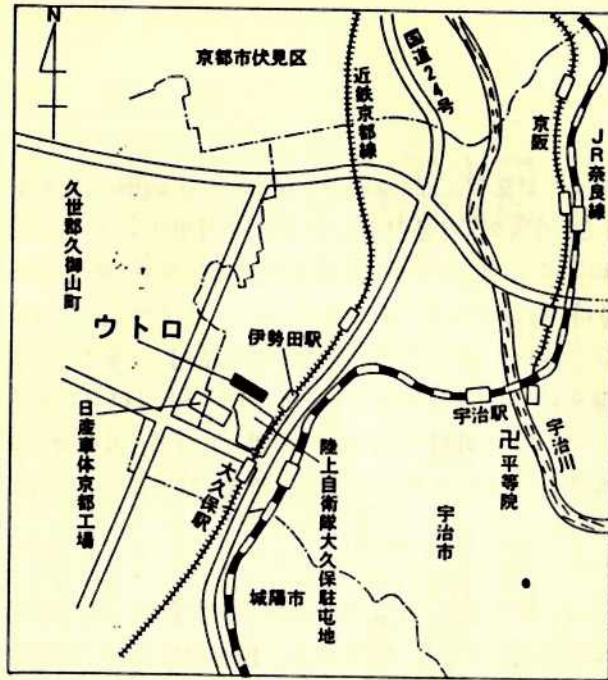 N
京都市伏見区
近鉄京都線
国道24号
京阪
JR奈良線
久世郡久御山町
ウトロ
伊勢田駅
日産車体京都工場
大久保駅
陸上自衛隊大久保駐屯地
宇治駅
卍平等院
宇治川
宇治市
城陽市